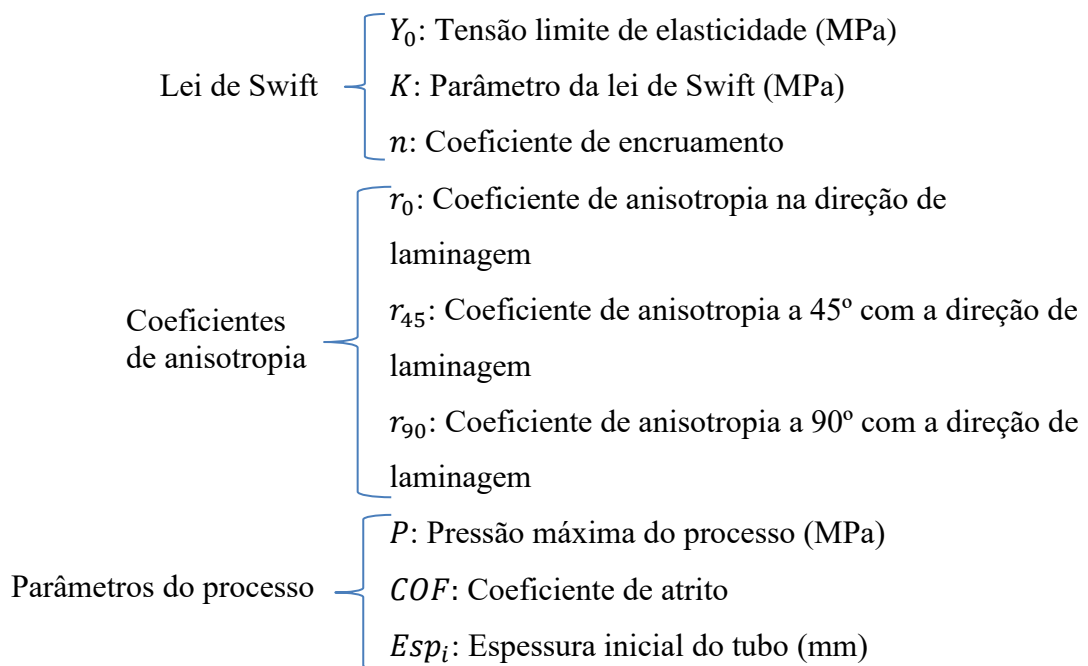 Lei de Swift
Y₀: Tensão limite de elasticidade (MPa)
K: Parâmetro da lei de Swift (MPa)
n: Coeficiente de encruamento
Coeficientes
de anisotropia
r₀: Coeficiente de anisotropia na direção de
laminagem
r₄₅: Coeficiente de anisotropia a 45º com a direção de
laminagem
r₉₀: Coeficiente de anisotropia a 90º com a direção de
laminagem
Parâmetros do processo
P: Pressão máxima do processo (MPa)
COF: Coeficiente de atrito
Espᵢ: Espessura inicial do tubo (mm)